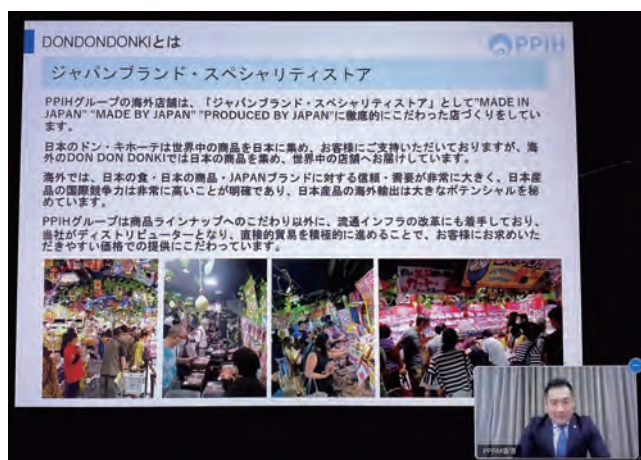 DONDONDONKIとは
PPIH
ジャパンブランド・スペシャリティストア
PPIHグループの海外店舗は、「ジャパンブランド・スペシャリティストア」として"MADE IN
JAPAN" "MADE BY JAPAN" "PRODUCED BY JAPAN"に徹底的にこだわった店づくりをしてい
ます。
日本のドン・キホーテは世界中の商品を日本に集め、お客様にご支持いただいておりますが、海
外のDON DON DONKIでは日本の商品を集め、世界中の店舗へお届けしています。
海外では、日本の食・日本の商品・JAPANブランドに対する信頼・需要が非常に大きく、日本産
品の国際競争力は非常に高いことが明確であり、日本産品の海外輸出は大きなポテンシャルを秘
めています。
PPIHグループは商品ラインナップへのこだわり以外に、流通インフラの改革にも着手しており、
当社がディストリビューターとなり、直接的貿易を積極的に進めることで、お客様にお求めいた
だきやすい価格での提供にこだわっています。